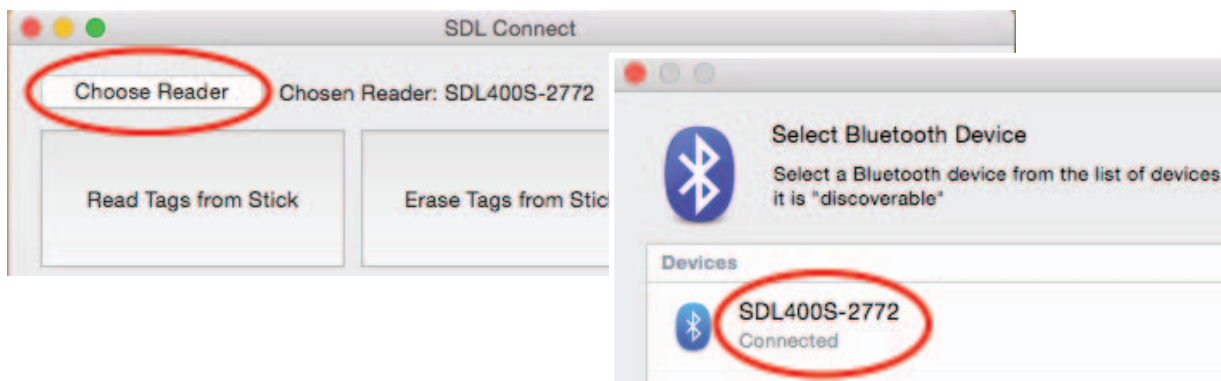 SDL Connect
Choose Reader
Chosen Reader: SDL400S-2772
Read Tags from Stick
Erase Tags from Stic
Select Bluetooth Device
Select a Bluetooth device from the list of devices
it is "discoverable"
Devices
SDL400S-2772
Connected